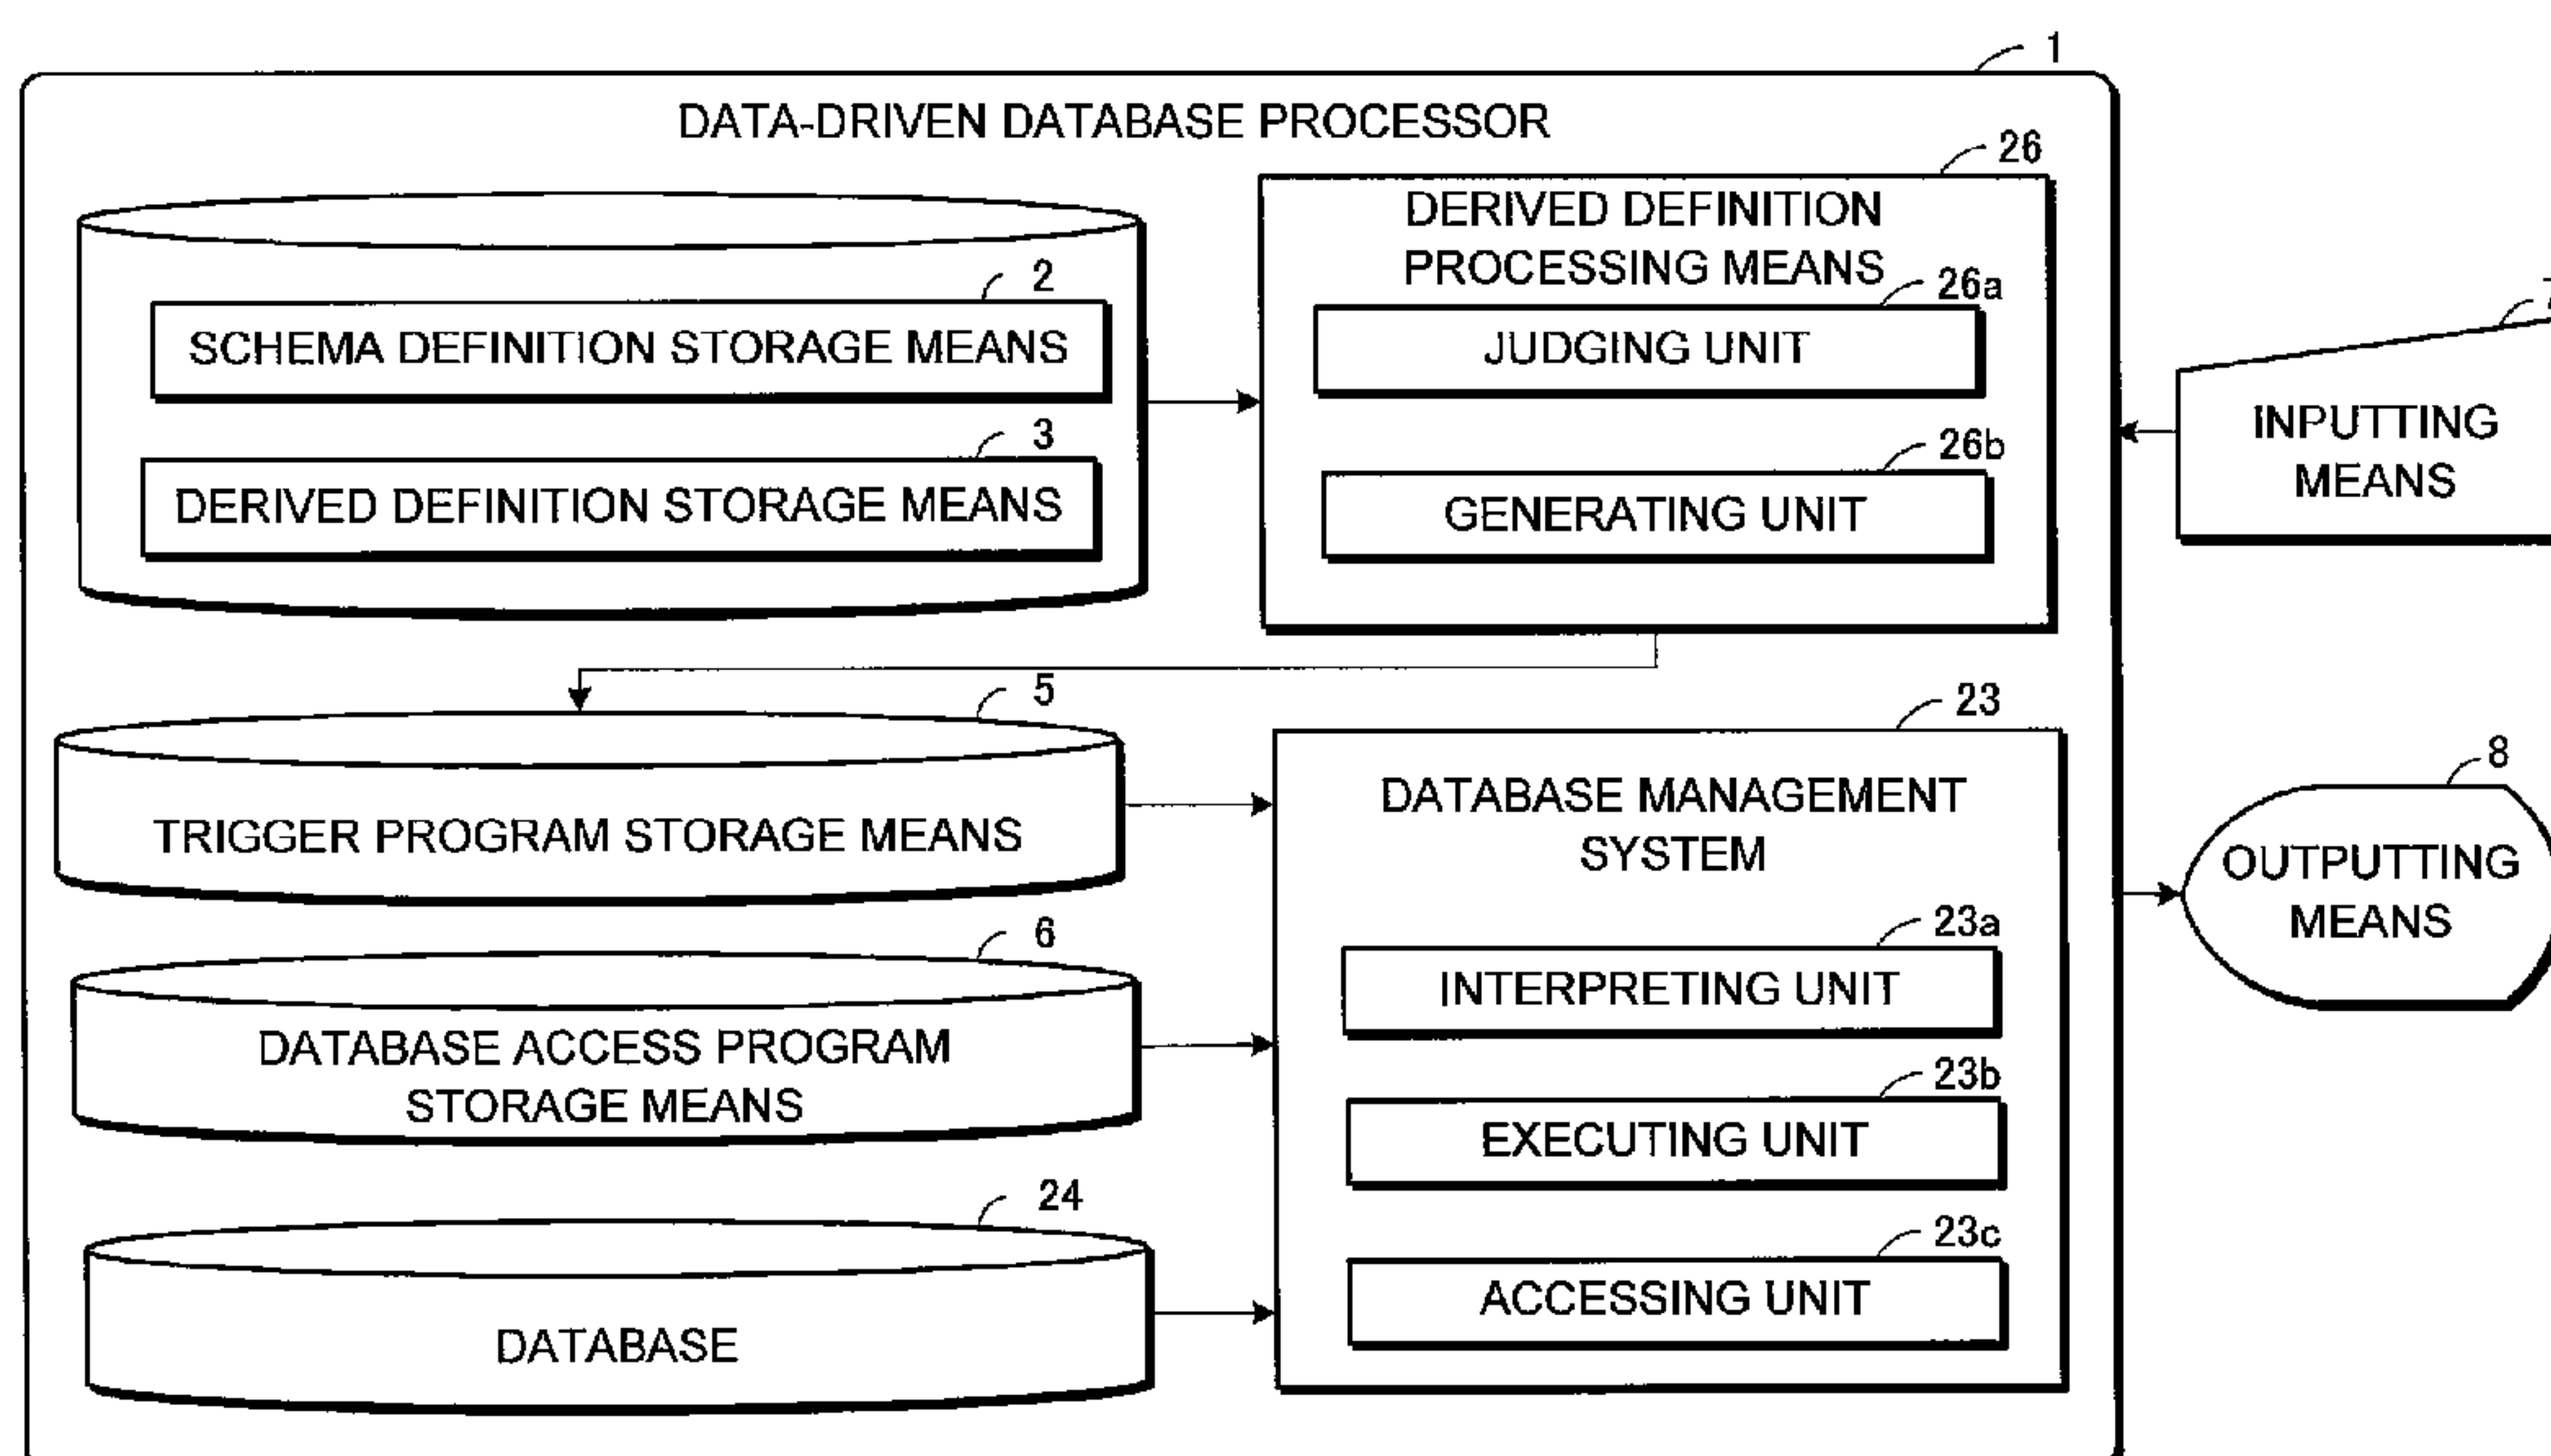 1
DATA-DRIVEN DATABASE PROCESSOR
26
DERIVED DEFINITION
PROCESSING MEANS
2
26a
SCHEMA DEFINITION STORAGE MEANS
JUDGING UNIT
3
26b
DERIVED DEFINITION STORAGE MEANS
GENERATING UNIT
INPUTTING
MEANS
5
23
TRIGGER PROGRAM STORAGE MEANS
DATABASE MANAGEMENT
SYSTEM
8
OUTPUTTING
MEANS
6
23a
DATABASE ACCESS PROGRAM
STORAGE MEANS
INTERPRETING UNIT
23b
EXECUTING UNIT
24
23c
DATABASE
ACCESSING UNIT